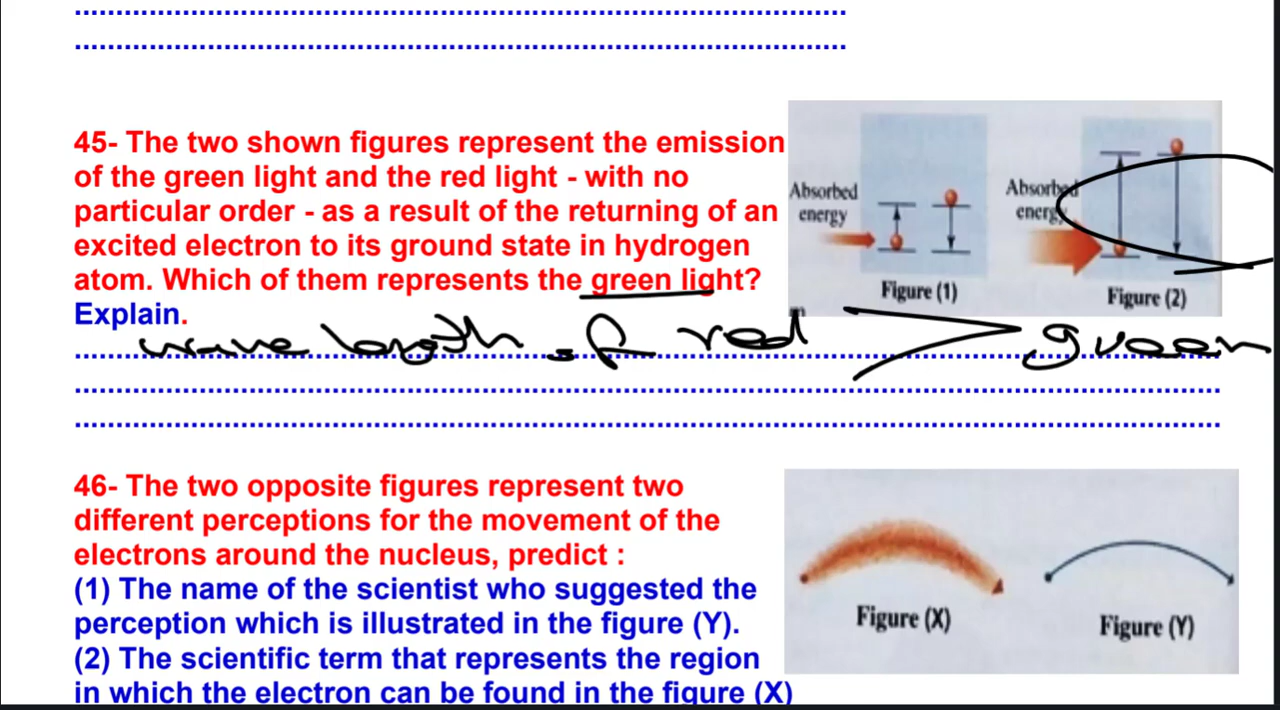 45- The two shown figures represent the emission
of the green light and the red light - with no
particular order - as a result of the returning of an
excited electron to its ground state in hydrogen
atom. Which of them represents the green light?
Explain.
Absorbed
energy
Figure (1)
Absorbed
energy
Figure (2)
wave length of red > green
46- The two opposite figures represent two
different perceptions for the movement of the
electrons around the nucleus, predict :
(1) The name of the scientist who suggested the
perception which is illustrated in the figure (Y).
(2) The scientific term that represents the region
in which the electron can be found in the figure (X)
Figure (X)
Figure (Y)